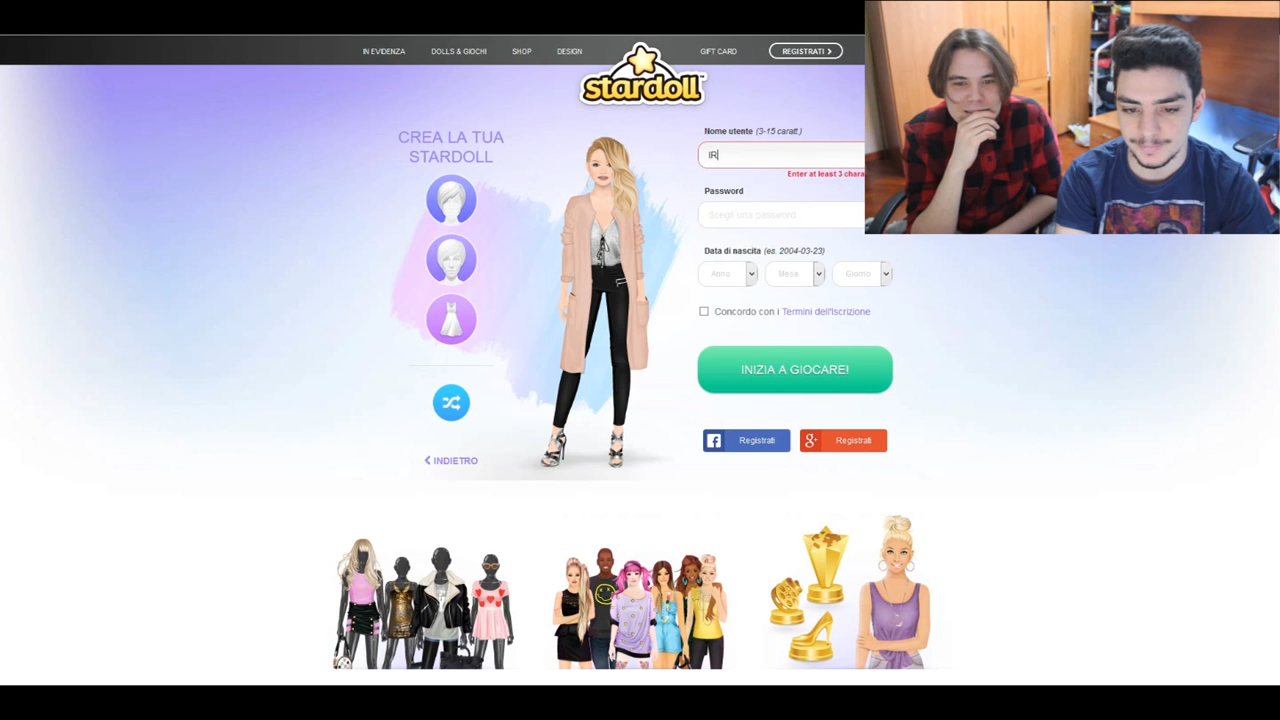 IN EVIDENZA DOLLS & GIOCHI SHOP DESIGN stardoll GIFT CARD REGISTRATI
CREA LA TUA
STARDOLL
INDIETRO
Nome utente (3-15 caratt.)
IR
Enter at least 3 chara
Password
Scegli una password...
Data di nascita (es. 2004-03-23)
Anno Mese Giorno
Concordo con i Termini dell'Iscrizione
INIZIA A GIOCARE!
Registrati Registrati